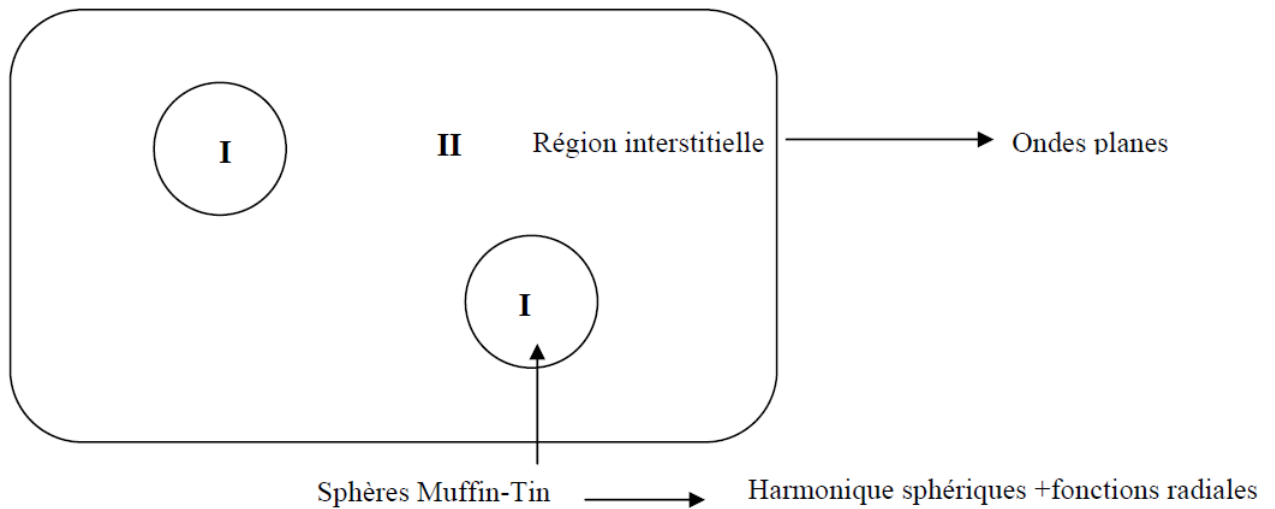 I
II
Région interstitielle
Ondes planes
I
Sphères Muffin-Tin
Harmonique sphériques +fonctions radiales